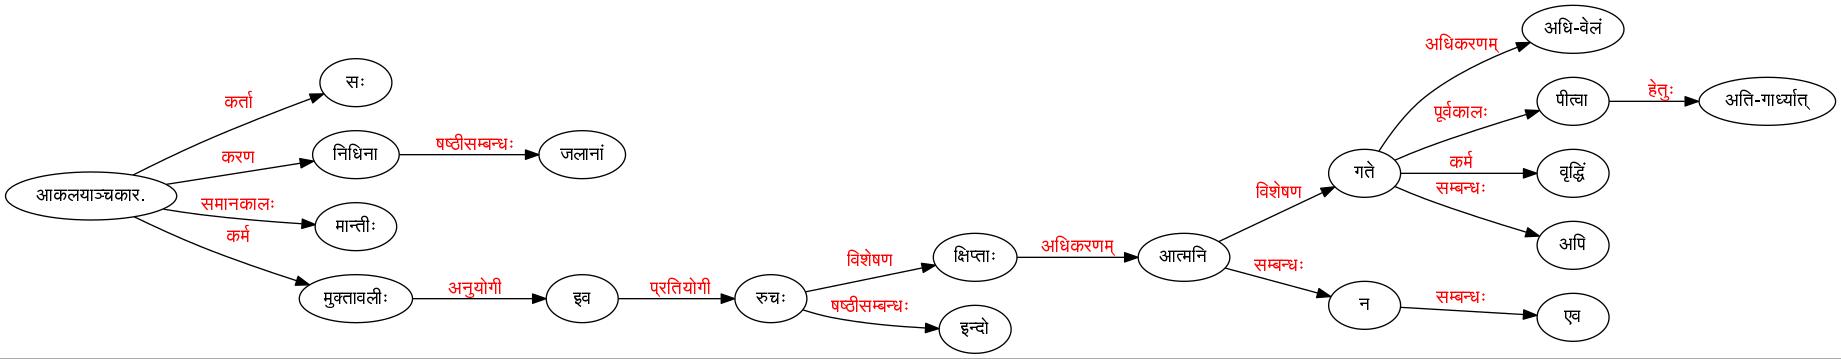 आकलयाञ्चकार.
कर्ता
सः
करण
निधिना
षष्ठीसम्बन्धः
जलानां
समानकालः
मान्तीः
कर्म
मुक्तावलीः
अनुयोगी
इव
प्रतियोगी
रुचः
विशेषण
क्षिप्ताः
अधिकरणम्
आत्मनि
षष्ठीसम्बन्धः
इन्दो
विशेषण
गते
अधिकरणम्
अधि-वेलं
पूर्वकालः
पीत्वा
हेतुः
अति-गार्ध्यात्
कर्म
वृद्धिं
सम्बन्धः
अपि
सम्बन्धः
न
सम्बन्धः
एव